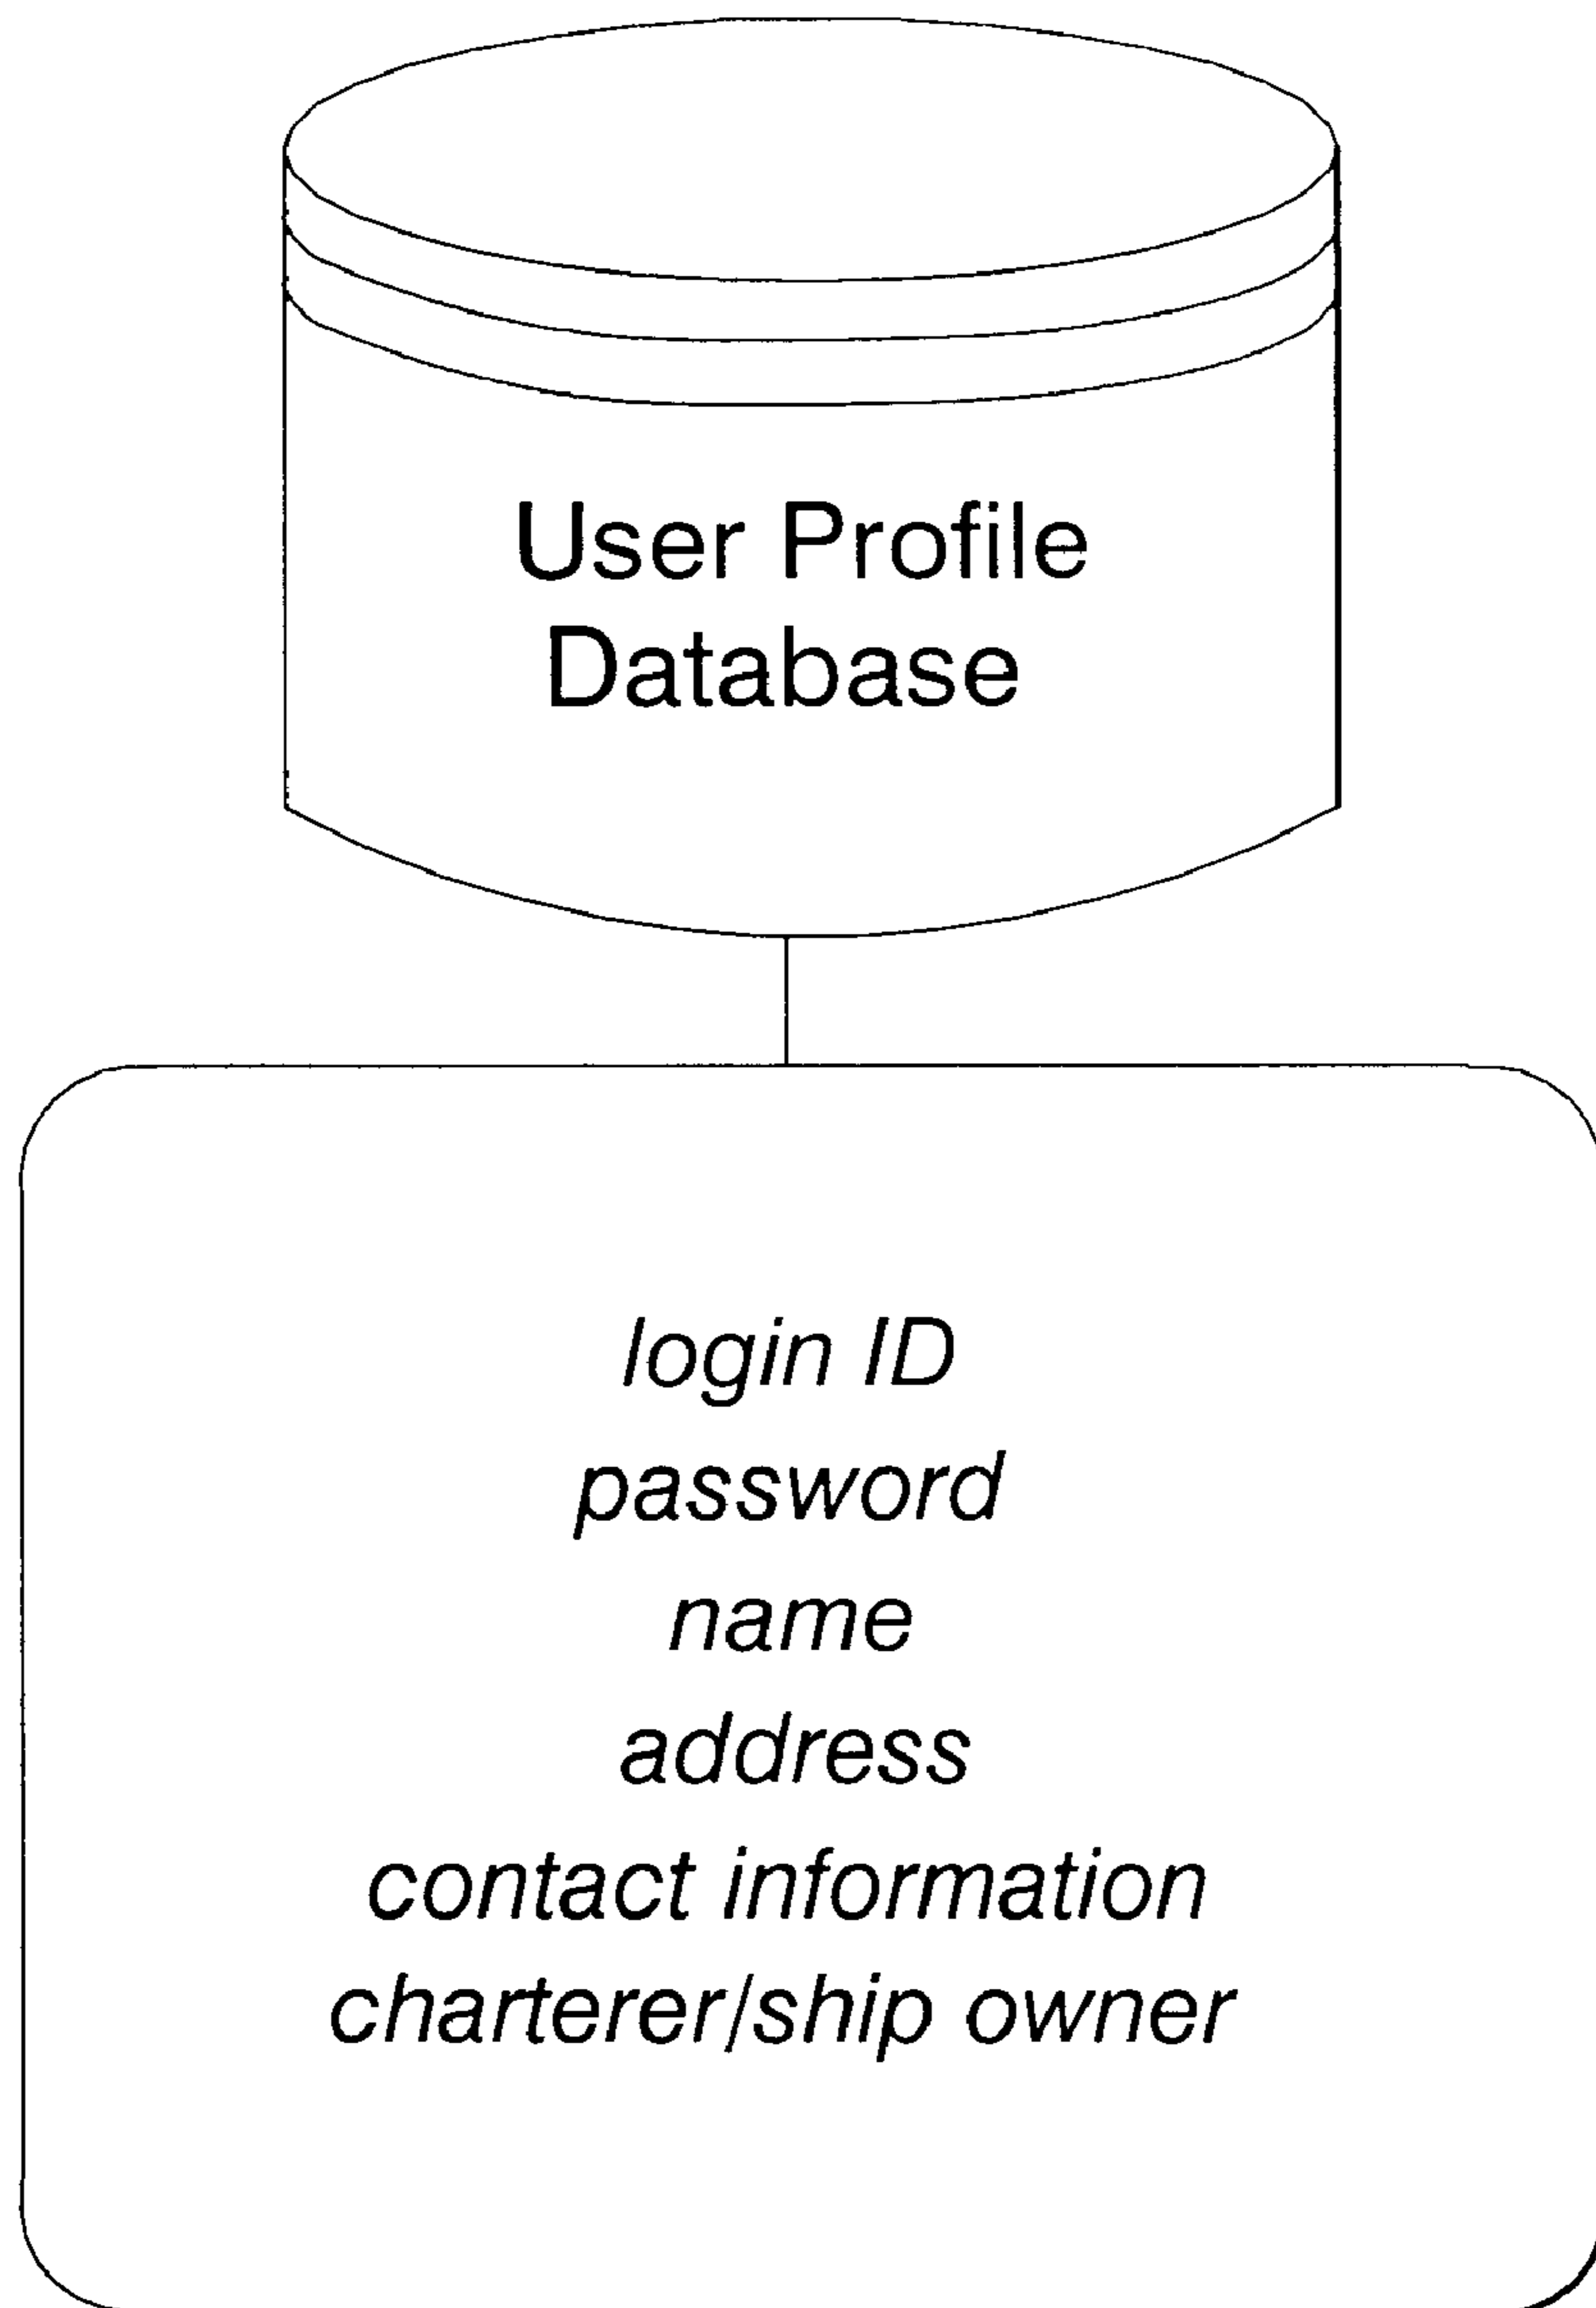 User Profile
Database
login ID
password
name
address
contact information
charterer/ship owner